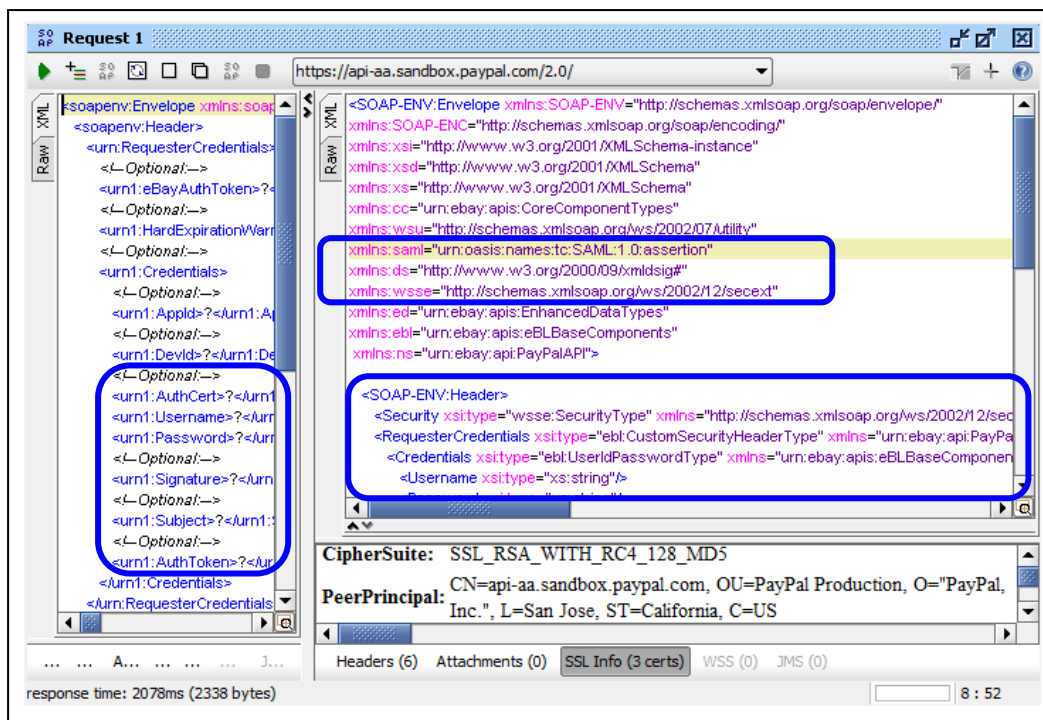 SO AP Request 1
https://api-aa.sandbox.paypal.com/2.0/
XML
Raw
<soapenv:Envelope xmlns:soap
<soapenv:Header>
<urn:RequesterCredentials>
<!--Optional:-->
<urn1:eBayAuthToken>?<
<!--Optional:-->
<urn1:HardExpirationWarr
<!--Optional:-->
<urn1:Credentials>
<!--Optional:-->
<urn1:AppId>?</urn1:A
<!--Optional:-->
<urn1:DevId>?</urn1:De
<!--Optional:-->
<urn1:AuthCert>?</urn1
<urn1:Username>?</urn
<urn1:Password>?</urr
<!--Optional:-->
<urn1:Signature>?</urn
<!--Optional:-->
<urn1:Subject>?</urn1:
<!--Optional:-->
<urn1:AuthToken>?</ur
</urn1:Credentials>
</urn:RequesterCredentials
XML
Raw
<SOAP-ENV:Envelope xmlns:SOAP-ENV="http://schemas.xmlsoap.org/soap/envelope/"
xmlns:SOAP-ENC="http://schemas.xmlsoap.org/soap/encoding/"
xmlns:xsi="http://www.w3.org/2001/XMLSchema-instance"
xmlns:xsd="http://www.w3.org/2001/XMLSchema"
xmlns:xs="http://www.w3.org/2001/XMLSchema"
xmlns:cc="urn:ebay:apis:CoreComponentTypes"
xmlns:wsu="http://schemas.xmlsoap.org/ws/2002/07/utility"
xmlns:saml="urn:oasis:names:tc:SAML:1.0:assertion"
xmlns:ds="http://www.w3.org/2000/09/xmldsig#"
xmlns:wsse="http://schemas.xmlsoap.org/ws/2002/12/secext"
xmlns:ed="urn:ebay:apis:EnhancedDataTypes"
xmlns:ebl="urn:ebay:apis:eBLBaseComponents"
xmlns:ns="urn:ebay:api:PayPalAPI">
<SOAP-ENV:Header>
<Security xsi:type="wsse:SecurityType" xmlns="http://schemas.xmlsoap.org/ws/2002/12/sec
<RequesterCredentials xsi:type="ebl:CustomSecurityHeaderType" xmlns="urn:ebay:api:PayPa
<Credentials xsi:type="ebl:UserIdPasswordType" xmlns="urn:ebay:apis:eBLBaseComponen
<Username xsi:type="xs:string"/>
CipherSuite: SSL_RSA_WITH_RC4_128_MD5
PeerPrincipal: CN=api-aa.sandbox.paypal.com, OU=PayPal Production, O="PayPal,
Inc.", L=San Jose, ST=California, C=US
... ... A... ... ... ... J...
Headers (6) Attachments (0) SSL Info (3 certs) WSS (0) JMS (0)
response time: 2078ms (2338 bytes)
8 : 52